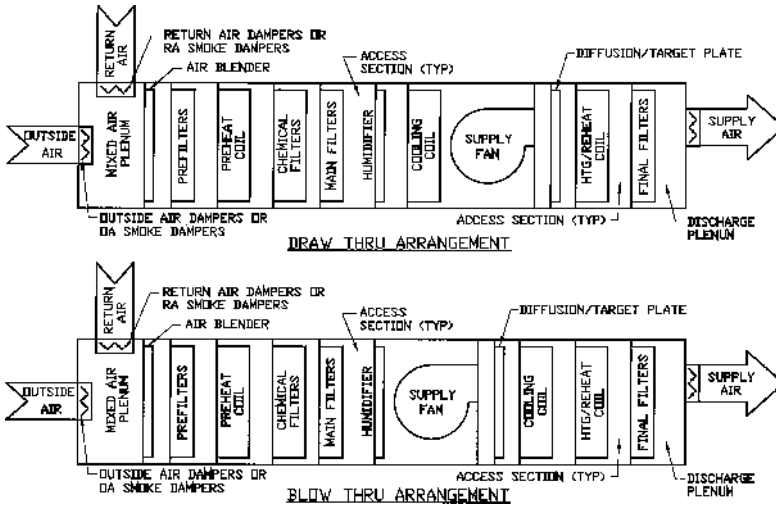 RETURN AIR DAMPERS OR
RA SMOKE DAMPERS
RETURN
AIR
AIR BLENDER
ACCESS
SECTION (TYP)
DIFFUSION/TARGET PLATE
OUTSIDE
AIR
MIXED AIR
PLENUM
PREFILTERS
PREHEAT
COIL
CHEMICAL
FILTERS
MAIN FILTERS
HUMIDIFIER
COOLING
COIL
SUPPLY
FAN
HTG/REHEAT
COIL
FINAL FILTERS
SUPPLY
AIR
OUTSIDE AIR DAMPERS OR
OA SMOKE DAMPERS
ACCESS SECTION (TYP)
DISCHARGE
PLENUM
DRAW THRU ARRANGEMENT
RETURN AIR DAMPERS OR
RA SMOKE DAMPERS
RETURN
AIR
AIR BLENDER
ACCESS
SECTION (TYP)
DIFFUSION/TARGET PLATE
OUTSIDE
AIR
MIXED AIR
PLENUM
PREFILTERS
PREHEAT
COIL
CHEMICAL
FILTERS
MAIN FILTERS
HUMIDIFIER
SUPPLY
FAN
COOLING
COIL
HTG/REHEAT
COIL
FINAL FILTERS
SUPPLY
AIR
OUTSIDE AIR DAMPERS OR
OA SMOKE DAMPERS
ACCESS SECTION (TYP)
DISCHARGE
PLENUM
BLOW THRU ARRANGEMENT